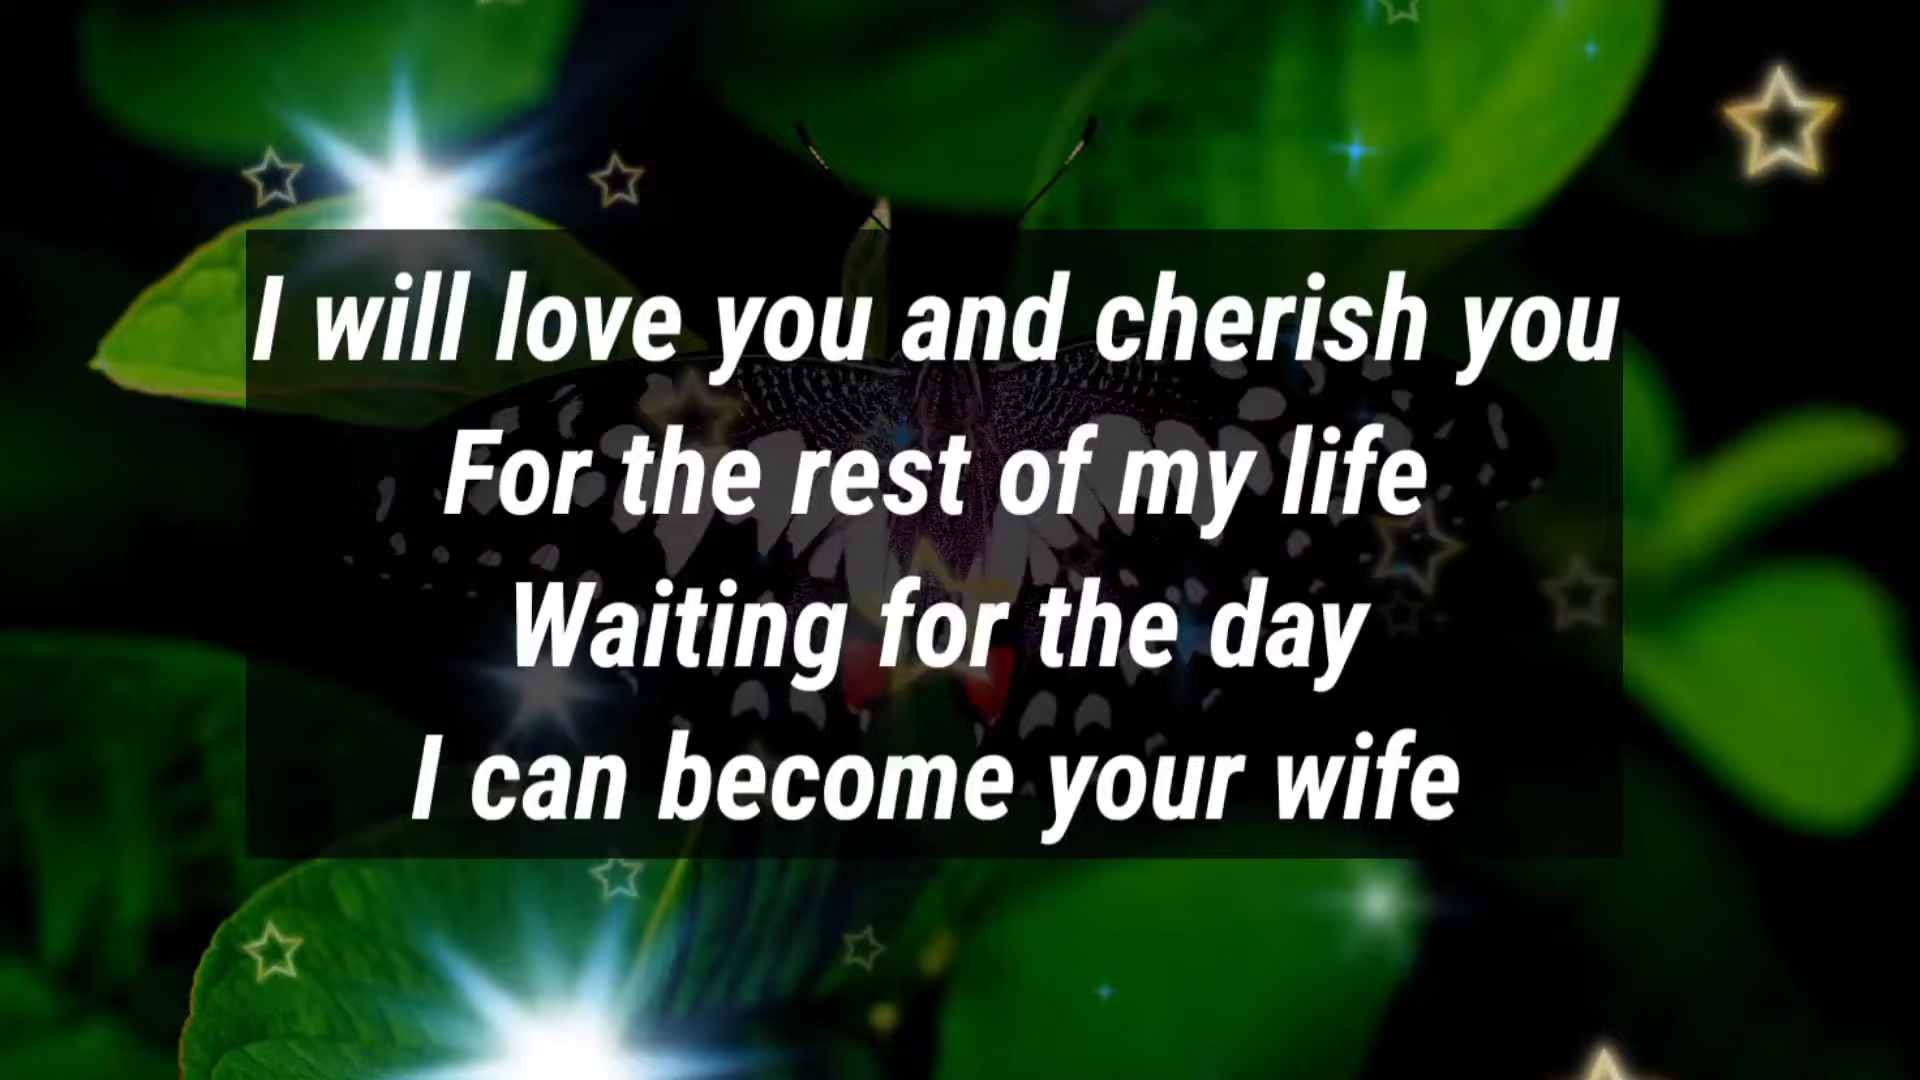 I will love you and cherish you
For the rest of my life
Waiting for the day
I can become your wife